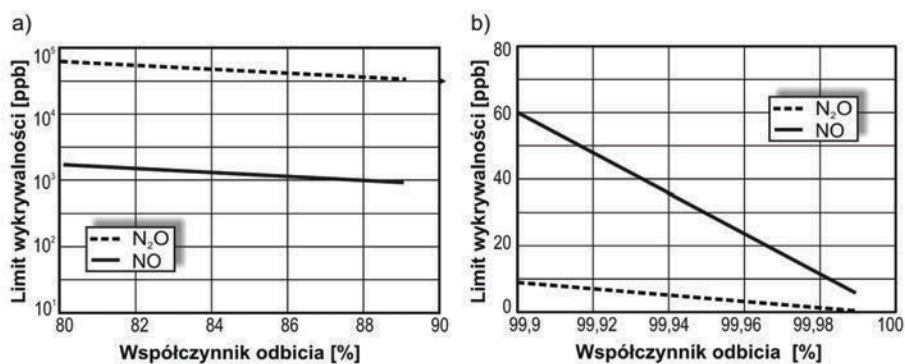 a)
Limit wykrywalności [ppb]
10⁵
10⁴
10³
10²
10¹
N₂O
NO
80 82 84 86 88 90
Współczynnik odbicia [%]
b)
Limit wykrywalności [ppb]
80
60
40
20
0
N₂O
NO
99,9 99,92 99,94 99,96 99,98 100
Współczynnik odbicia [%]